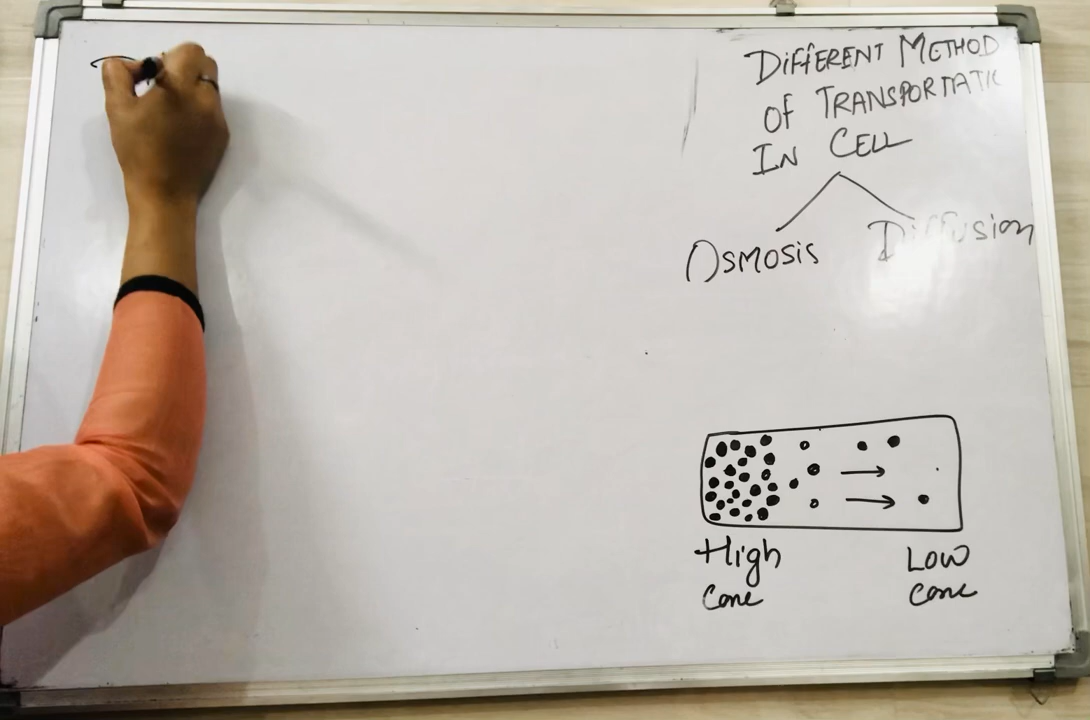 DIFFERENT METHOD
OF TRANSPORTATIC
IN CELL
OSMOSIS Diffusion
High Low
Conc Conc